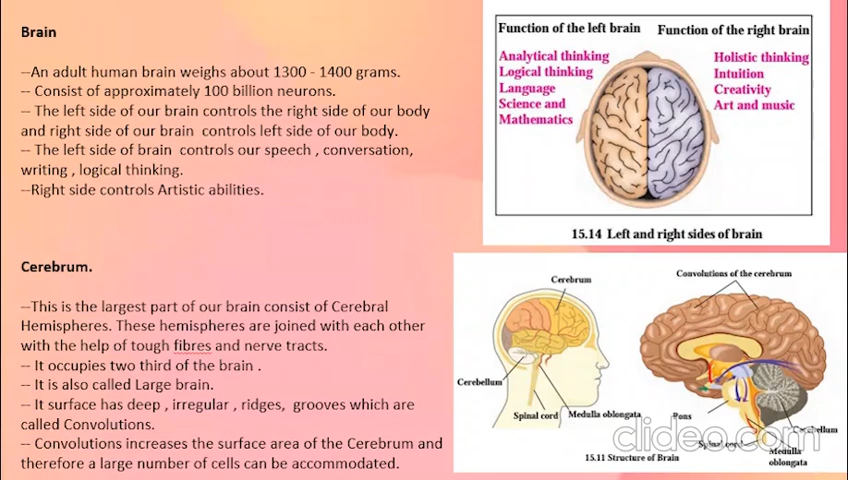 Brain
--An adult human brain weighs about 1300 - 1400 grams.
-- Consist of approximately 100 billion neurons.
-- The left side of our brain controls the right side of our body
and right side of our brain controls left side of our body.
-- The left side of brain controls our speech , conversation,
writing , logical thinking.
--Right side controls Artistic abilities.
Cerebrum.
--This is the largest part of our brain consist of Cerebral
Hemispheres. These hemispheres are joined with each other
with the help of tough fibres and nerve tracts.
-- It occupies two third of the brain .
-- It is also called Large brain.
-- It surface has deep , irregular , ridges, grooves which are
called Convolutions.
-- Convolutions increases the surface area of the Cerebrum and
therefore a large number of cells can be accommodated.
Function of the left brain
Analytical thinking
Logical thinking
Language
Science and
Mathematics
Function of the right brain
Holistic thinking
Intuition
Creativity
Art and music
15.14 Left and right sides of brain
Cerebrum
Cerebellum
Spinal cord
Medulla oblongata
Convolutions of the cerebrum
Pons
Spinal cord
Cerebellum
Medulla
oblongata
15.11 Structure of Brain
clideo.com